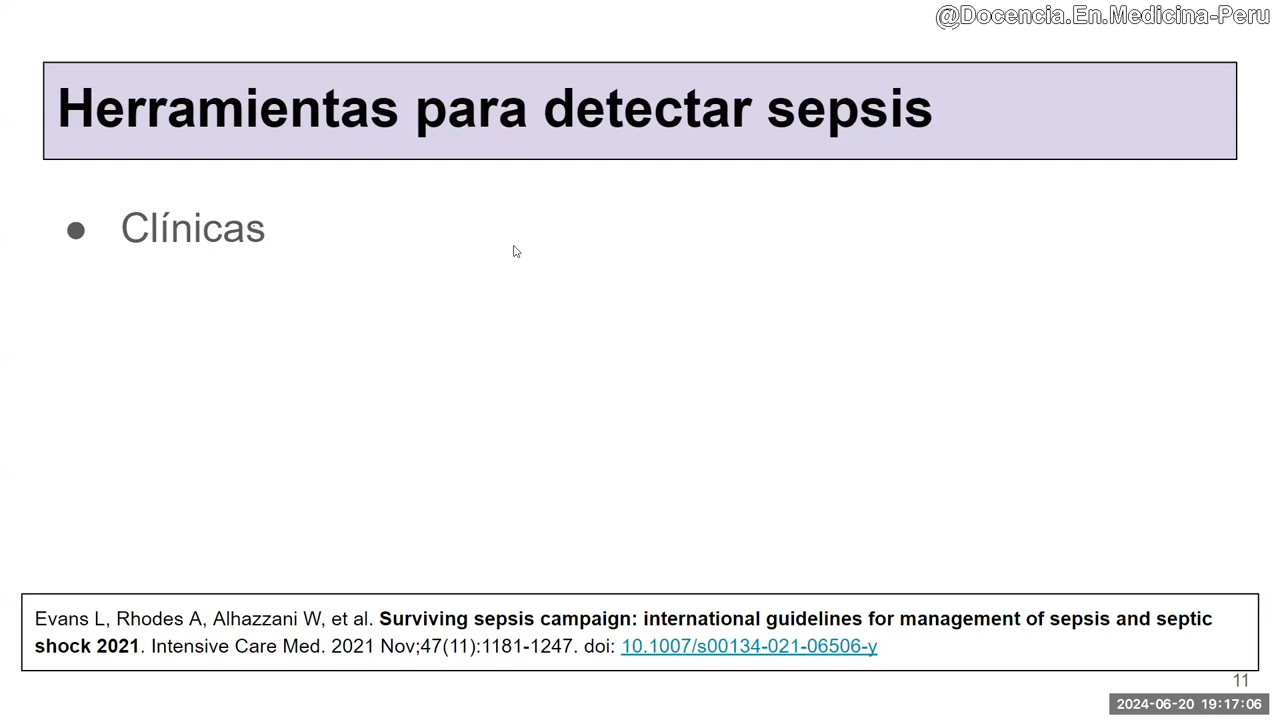 @Docencia.En.Medicina-Peru
Herramientas para detectar sepsis
● Clínicas
Evans L, Rhodes A, Alhazzani W, et al. Surviving sepsis campaign: international guidelines for management of sepsis and septic
shock 2021. Intensive Care Med. 2021 Nov;47(11):1181-1247. doi: 10.1007/s00134-021-06506-y
11
2024-06-20 19:17:06